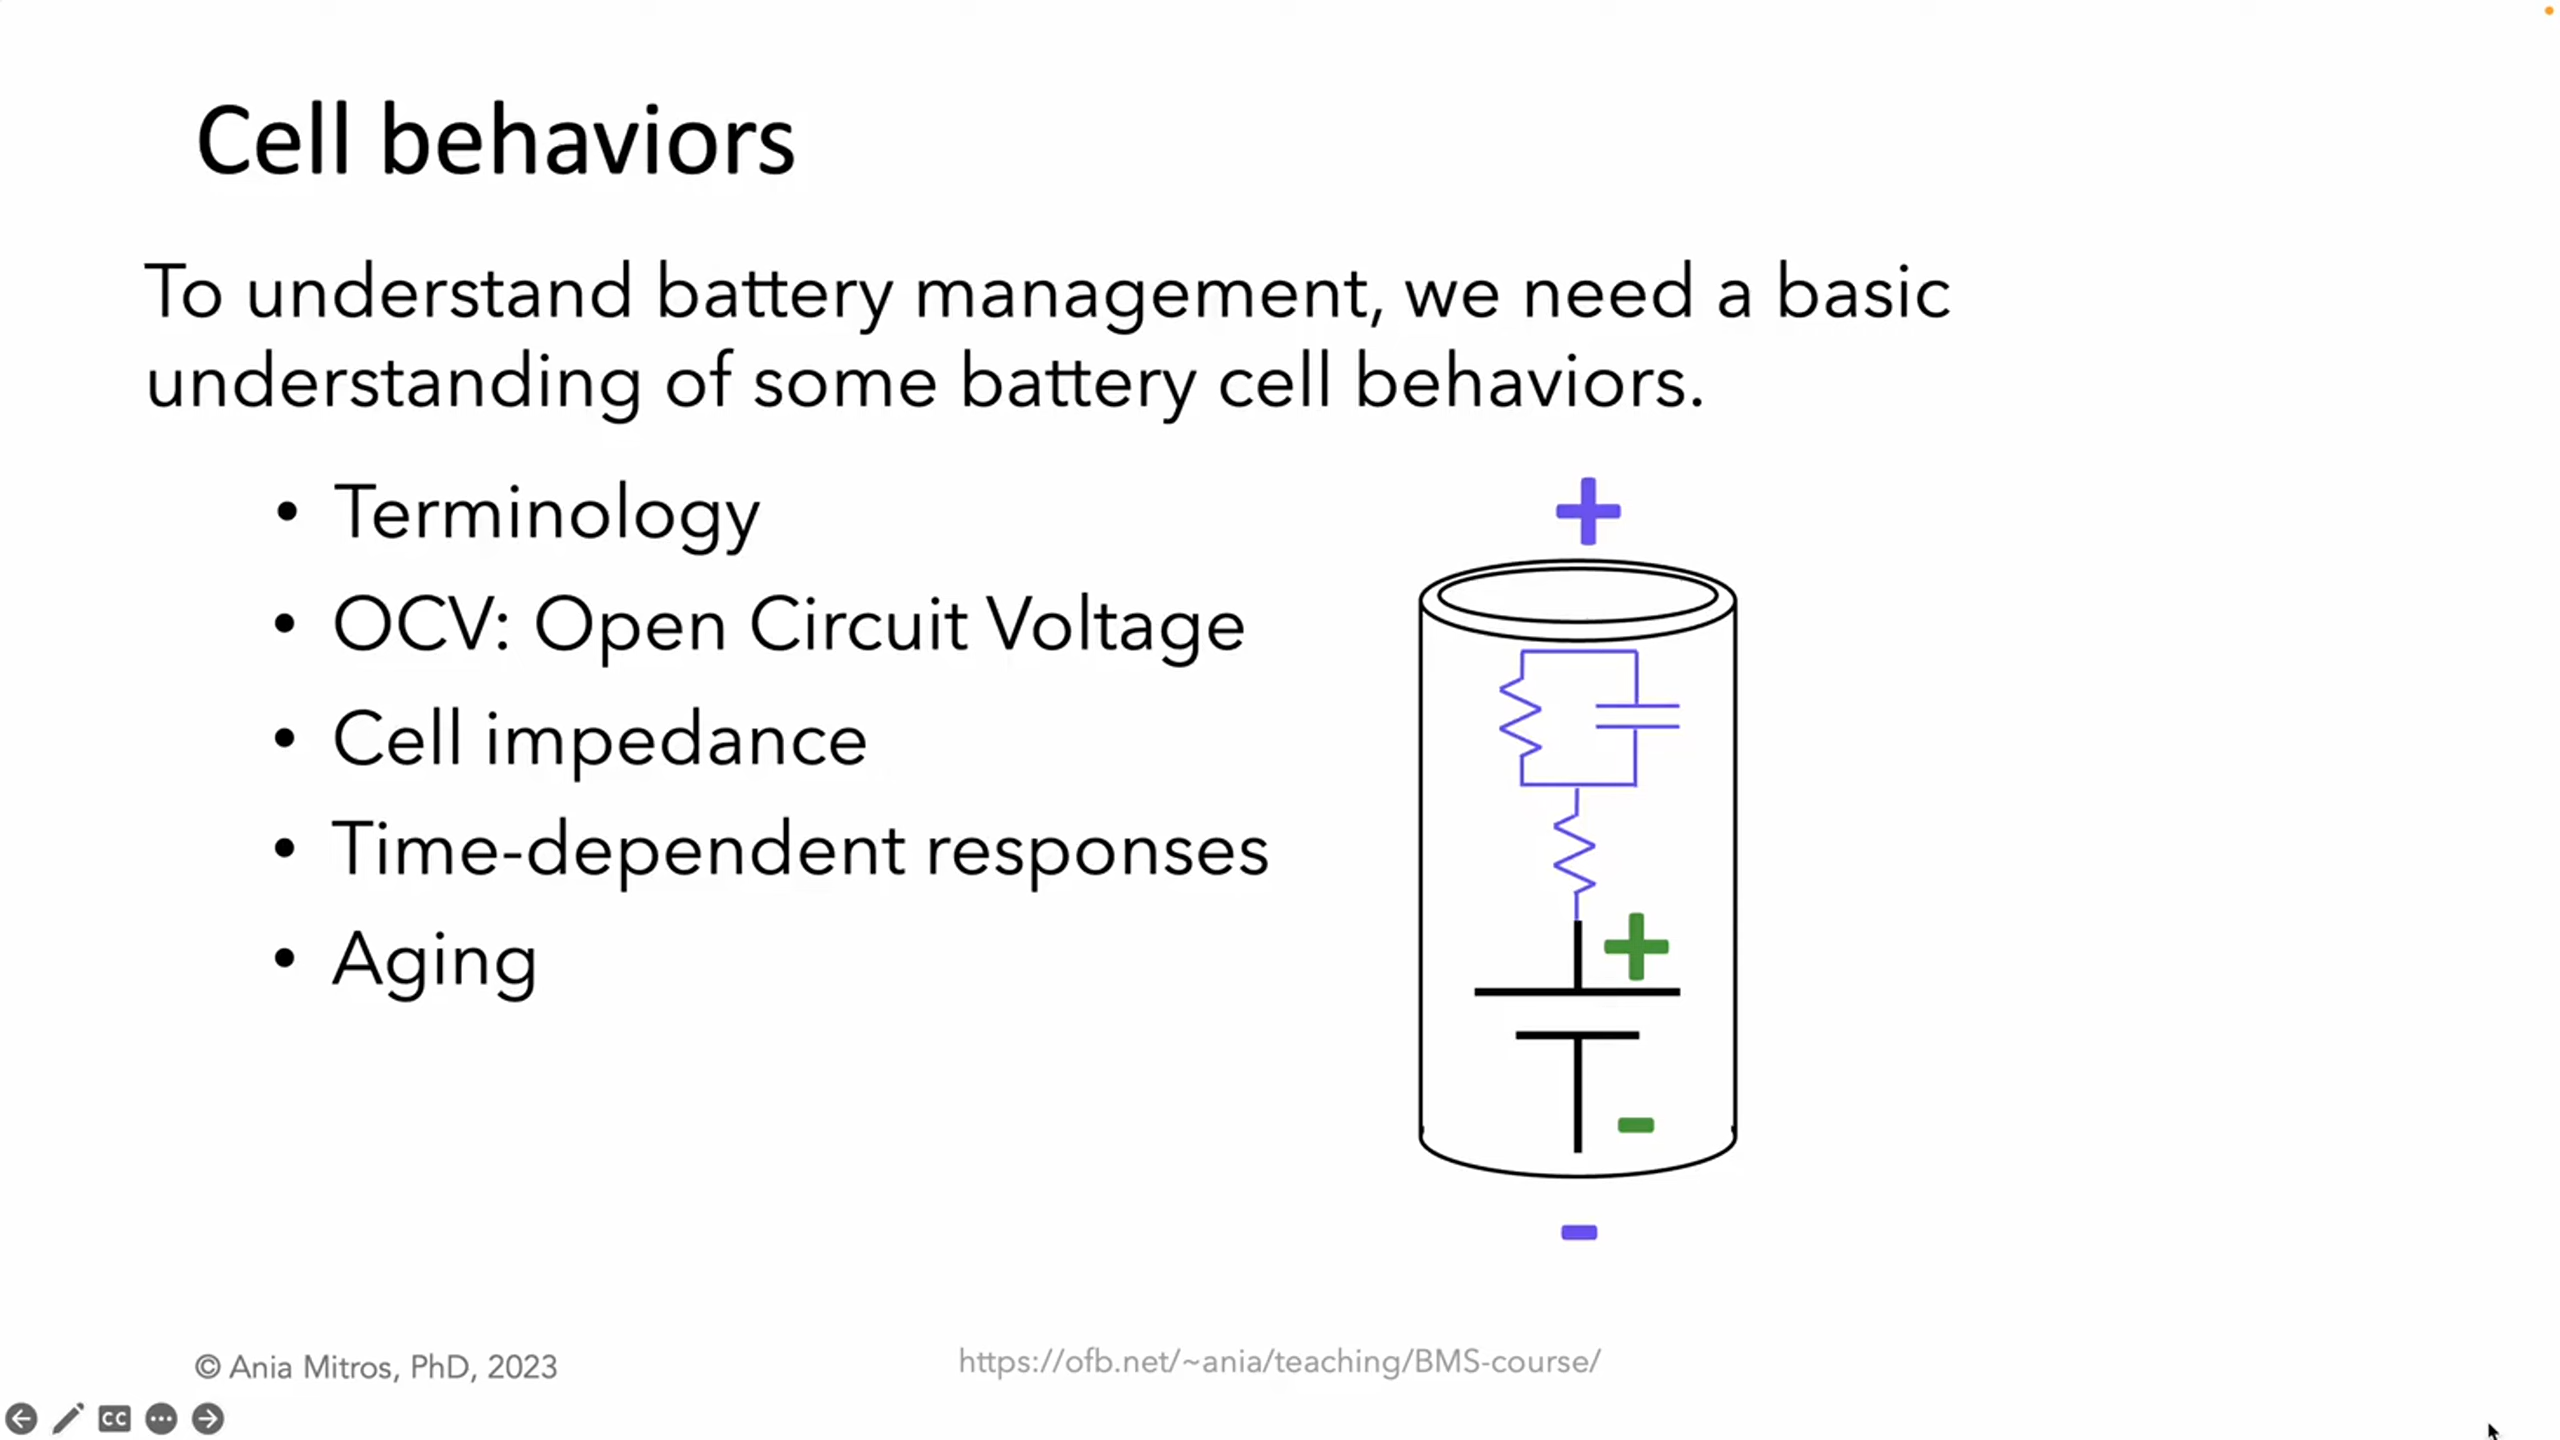 Cell behaviors
To understand battery management, we need a basic
understanding of some battery cell behaviors.
• Terminology
• OCV: Open Circuit Voltage
• Cell impedance
• Time-dependent responses
• Aging
+
+
-
-
© Ania Mitros, PhD, 2023
https://ofb.net/~ania/teaching/BMS-course/
CC